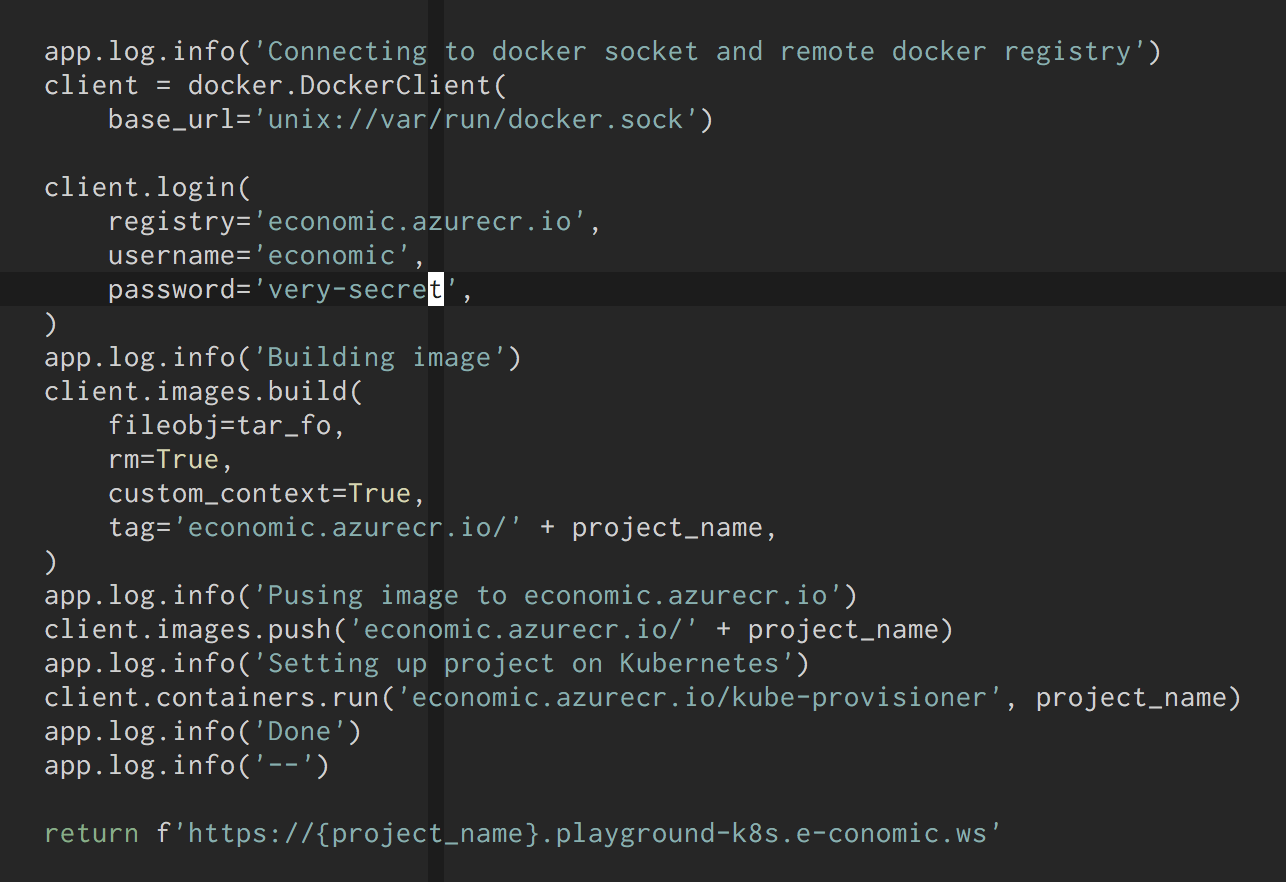 app.log.info('Connecting to docker socket and remote docker registry')
client = docker.DockerClient(
    base_url='unix://var/run/docker.sock')

client.login(
    registry='economic.azurecr.io',
    username='economic',
    password='very-secret',
)
app.log.info('Building image')
client.images.build(
    fileobj=tar_fo,
    rm=True,
    custom_context=True,
    tag='economic.azurecr.io/' + project_name,
)
app.log.info('Pusing image to economic.azurecr.io')
client.images.push('economic.azurecr.io/' + project_name)
app.log.info('Setting up project on Kubernetes')
client.containers.run('economic.azurecr.io/kube-provisioner', project_name)
app.log.info('Done')
app.log.info('--')

return f'https://{project_name}.playground-k8s.e-conomic.ws'